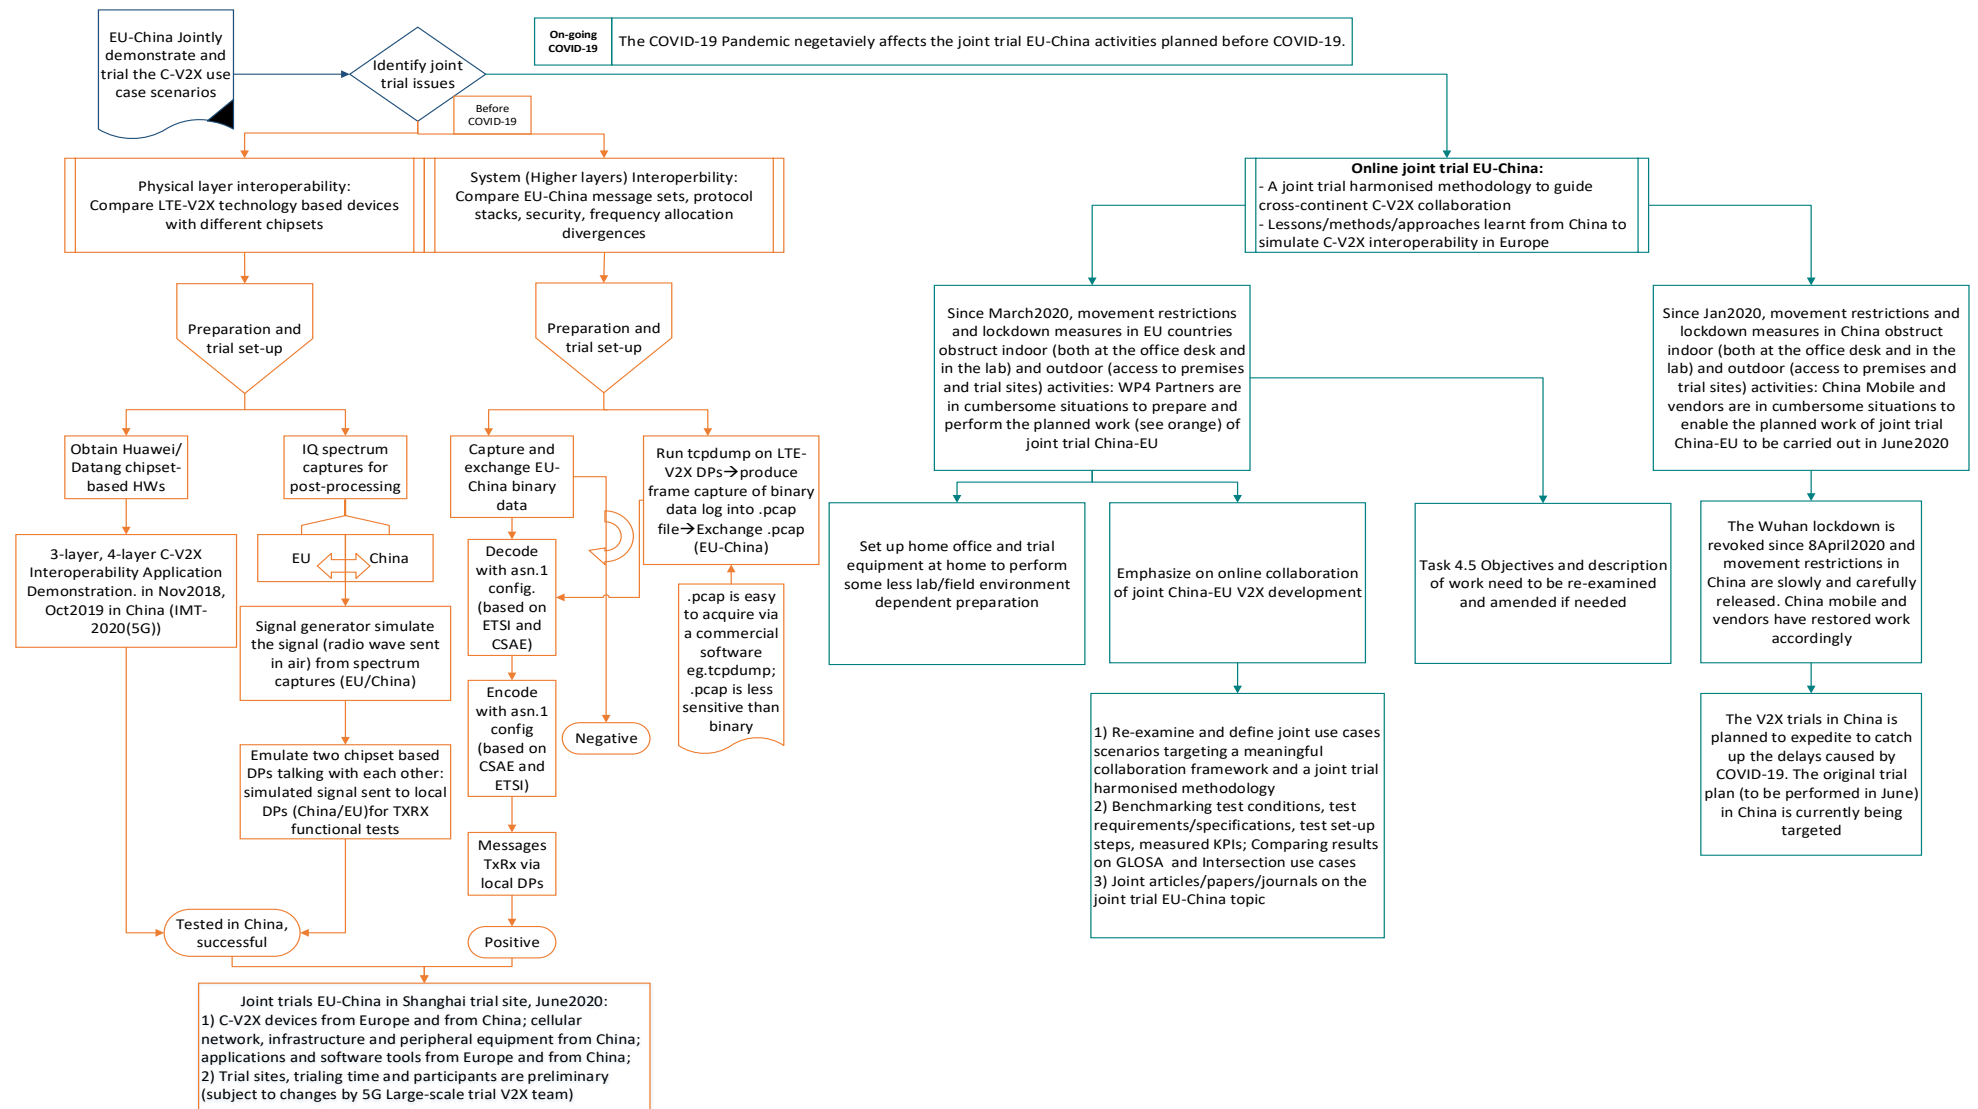 EU-China Jointly
demonstrate and
trial the C-V2X use
case scenarios
Identify joint
trial issues
On-going
COVID-19
The COVID-19 Pandemic negetaviely affects the joint trial EU-China activities planned before COVID-19.
Before
COVID-19
Physical layer interoperability:
Compare LTE-V2X technology based devices
with different chipsets
System (Higher layers) Interoperbility:
Compare EU-China message sets, protocol
stacks, security, frequency allocation
divergences
Online joint trial EU-China:
- A joint trial harmonised methodology to guide
cross-continent C-V2X collaboration
- Lessons/methods/approaches learnt from China to
simulate C-V2X interoperability in Europe
Preparation and
trial set-up
Preparation and
trial set-up
Since March2020, movement restrictions
and lockdown measures in EU countries
obstruct indoor (both at the office desk and
in the lab) and outdoor (access to premises
and trial sites) activities: WP4 Partners are
in cumbersome situations to prepare and
perform the planned work (see orange) of
joint trial China-EU
Since Jan2020, movement restrictions and
lockdown measures in China obstruct
indoor (both at the office desk and in the
lab) and outdoor (access to premises and
trial sites) activities: China Mobile and
vendors are in cumbersome situations to
enable the planned work of joint trial
China-EU to be carried out in June2020
Obtain Huawei/
Datang chipset-
based HWs
IQ spectrum
captures for
post-processing
Capture and
exchange EU-
China binary
data
Run tcpdump on LTE-
V2X DPs→produce
frame capture of binary
data log into .pcap
file→Exchange .pcap
(EU-China)
3-layer, 4-layer C-V2X
Interoperability Application
Demonstration. in Nov2018,
Oct2019 in China (IMT-
2020(5G))
EU
China
Decode
with asn.1
config.
(based on
ETSI and
CSAE)
.pcap is easy
to acquire via
a commercial
software
eg.tcpdump;
.pcap is less
sensitive than
binary
Set up home office and trial
equipment at home to perform
some less lab/field environment
dependent preparation
Emphasize on online collaboration
of joint China-EU V2X development
Task 4.5 Objectives and description
of work need to be re-examined
and amended if needed
The Wuhan lockdown is
revoked since 8April2020 and
movement restrictions in
China are slowly and carefully
released. China mobile and
vendors have restored work
accordingly
Signal generator simulate
the signal (radio wave sent
in air) from spectrum
captures (EU/China)
Encode
with asn.1
config
(based on
CSAE and
ETSI)
Negative
Emulate two chipset based
DPs talking with each other:
simulated signal sent to local
DPs (China/EU)for TXRX
functional tests
1) Re-examine and define joint use cases
scenarios targeting a meaningful
collaboration framework and a joint trial
harmonised methodology
2) Benchmarking test conditions, test
requirements/specifications, test set-up
steps, measured KPIs; Comparing results
on GLOSA  and Intersection use cases
3) Joint articles/papers/journals on the
joint trial EU-China topic
The V2X trials in China is
planned to expedite to catch
up the delays caused by
COVID-19. The original trial
plan (to be performed in June)
in China is currently being
targeted
Messages
TxRx via
local DPs
Tested in China,
successful
Positive
Joint trials EU-China in Shanghai trial site, June2020:
1) C-V2X devices from Europe and from China; cellular
network, infrastructure and peripheral equipment from China;
applications and software tools from Europe and from China;
2) Trial sites, trialing time and participants are preliminary
(subject to changes by 5G Large-scale trial V2X team)